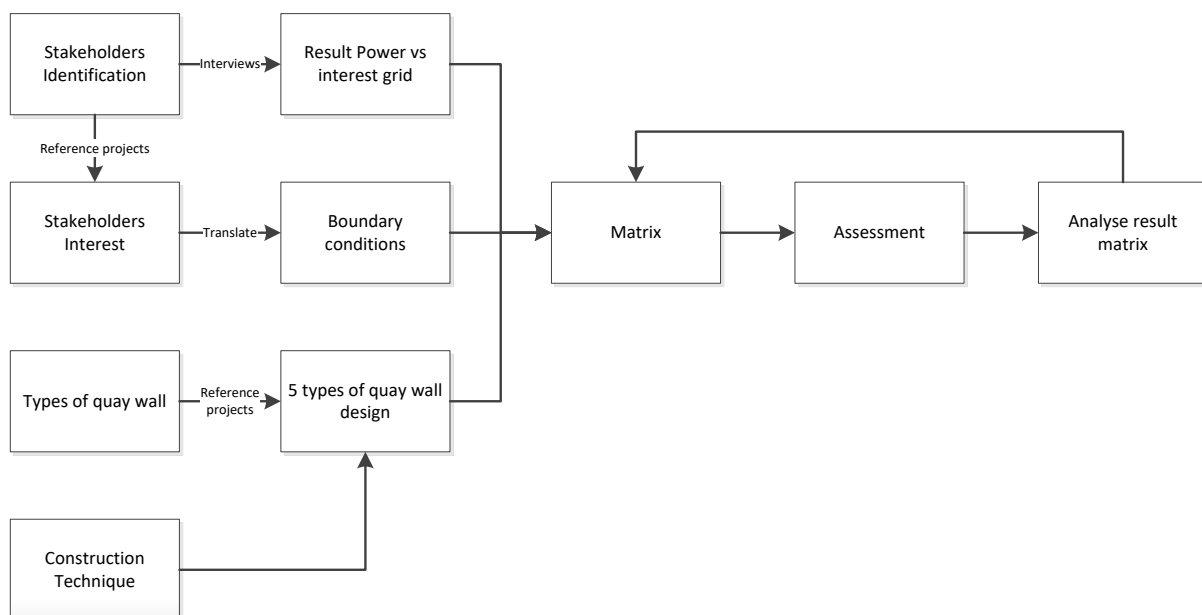 Stakeholders
Identification
Interviews
Result Power vs
interest grid
Reference projects
Stakeholders
Interest
Translate
Boundary
conditions
Matrix
Assessment
Analyse result
matrix
Types of quay wall
Reference
projects
5 types of quay wall
design
Construction
Technique